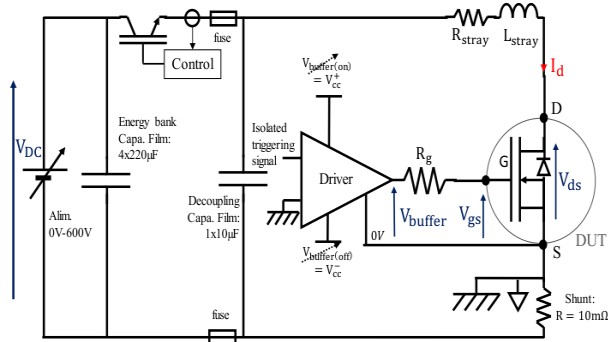 fuse
Control
R_stray
L_stray
I_d
V_buffer(on)
= V_cc^+
Energy bank
Capa. Film:
4x220μF
Isolated
triggering
signal
V_DC
R_g
D
G
Driver
V_ds
Alim.
0V-600V
Decoupling
Capa. Film:
1x10μF
V_buffer
V_gs
0V
S
DUT
V_buffer(off)
= V_cc^-
Shunt:
R = 10mΩ
fuse